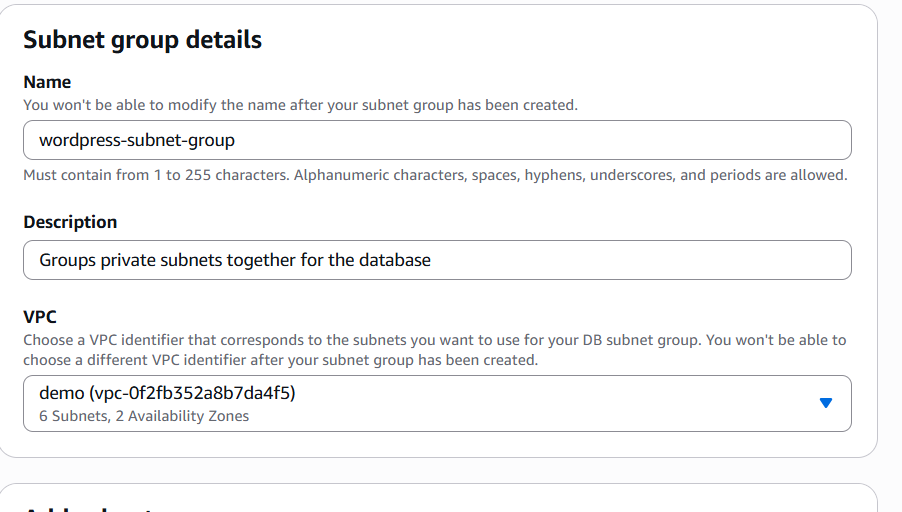 Subnet group details
Name
You won't be able to modify the name after your subnet group has been created.
wordpress-subnet-group
Must contain from 1 to 255 characters. Alphanumeric characters, spaces, hyphens, underscores, and periods are allowed.
Description
Groups private subnets together for the database
VPC
Choose a VPC identifier that corresponds to the subnets you want to use for your DB subnet group. You won't be able to
choose a different VPC identifier after your subnet group has been created.
demo (vpc-0f2fb352a8b7da4f5)
6 Subnets, 2 Availability Zones